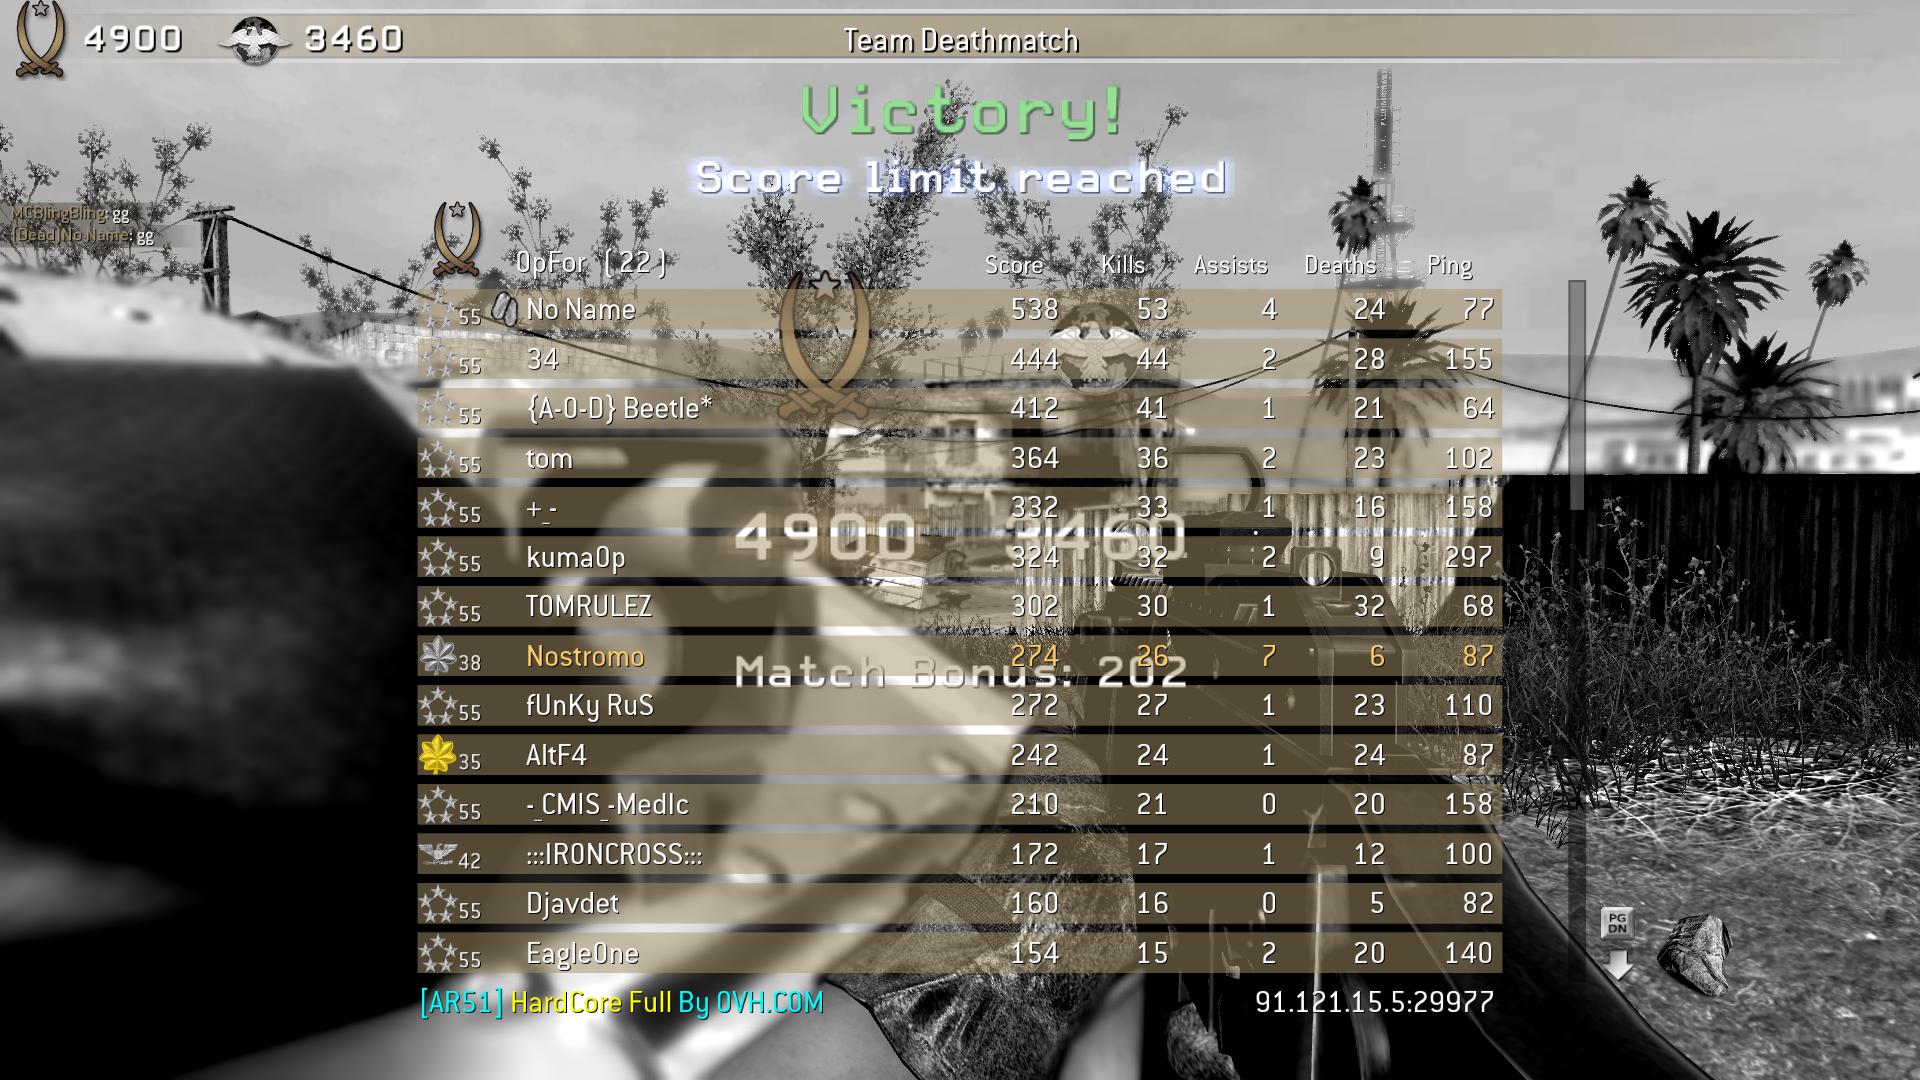 4900 3460 Team Deathmatch
Victory!
Score limit reached
MCBlingBling: gg
(Dead)No Name: gg
OpFor ( 22 ) Score Kills Assists Deaths Ping
55 No Name 538 53 4 24 77
55 34 444 44 2 28 155
55 {A-O-D} Beetle* 412 41 1 21 64
55 tom 364 36 2 23 102
55 +_- 332 33 1 16 158
4900 3460
55 kumaOp 324 32 2 9 297
55 TOMRULEZ 302 30 1 32 68
38 Nostromo 274 26 7 6 87
Match Bonus: 202
55 fUnKy RuS 272 27 1 23 110
35 AltF4 242 24 1 24 87
55 -_CMIS_-MedIc 210 21 0 20 158
42 :::IRONCROSS::: 172 17 1 12 100
55 Djavdet 160 16 0 5 82
55 EagleOne 154 15 2 20 140
PG
DN
[AR51] HardCore Full By OVH.COM 91.121.15.5:29977